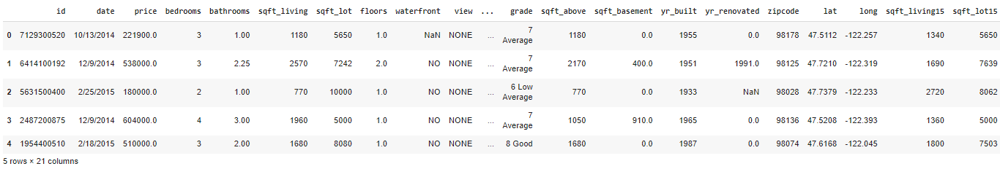 id date price bedrooms bathrooms sqft_living sqft_lot floors waterfront view ... grade sqft_above sqft_basement yr_built yr_renovated zipcode lat long sqft_living15 sqft_lot15
0 7129300520 10/13/2014 221900.0 3 1.00 1180 5650 1.0 NaN NONE ... 7 Average 1180 0.0 1955 0.0 98178 47.5112 -122.257 1340 5650
1 6414100192 12/9/2014 538000.0 3 2.25 2570 7242 2.0 NO NONE ... 7 Average 2170 400.0 1951 1991.0 98125 47.7210 -122.319 1690 7639
2 5631500400 2/25/2015 180000.0 2 1.00 770 10000 1.0 NO NONE ... 6 Low Average 770 0.0 1933 NaN 98028 47.7379 -122.233 2720 8062
3 2487200875 12/9/2014 604000.0 4 3.00 1960 5000 1.0 NO NONE ... 7 Average 1050 910.0 1965 0.0 98136 47.5208 -122.393 1360 5000
4 1954400510 2/18/2015 510000.0 3 2.00 1680 8080 1.0 NO NONE ... 8 Good 1680 0.0 1987 0.0 98074 47.6168 -122.045 1800 7503
5 rows × 21 columns